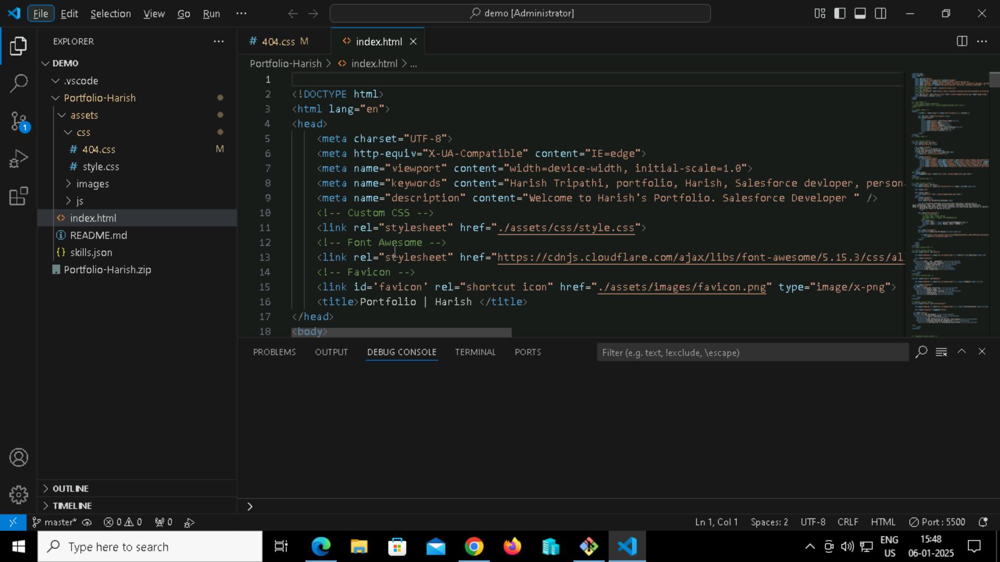 File Edit Selection View Go Run ··· demo [Administrator]
EXPLORER
DEMO
.vscode
Portfolio-Harish
assets
css
# 404.css M
# style.css
images
js
index.html
README.md
{} skills.json
Portfolio-Harish.zip
OUTLINE
TIMELINE
# 404.css M
<> index.html
Portfolio-Harish > <> index.html > ...
1
2 <!DOCTYPE html>
3 <html lang="en">
4 <head>
5 <meta charset="UTF-8">
6 <meta http-equiv="X-UA-Compatible" content="IE=edge">
7 <meta name="viewport" content="width=device-width, initial-scale=1.0">
8 <meta name="keywords" content="Harish Tripathi, portfolio, Harish, Salesforce devloper, person
9 <meta name="description" content="Welcome to Harish's Portfolio. Salesforce Developer " />
10 <!-- Custom CSS -->
11 <link rel="stylesheet" href="./assets/css/style.css">
12 <!-- Font Awesome -->
13 <link rel="stylesheet" href="https://cdnjs.cloudflare.com/ajax/libs/font-awesome/5.15.3/css/al
14 <!-- Favicon -->
15 <link id='favicon' rel="shortcut icon" href="./assets/images/favicon.png" type="image/x-png">
16 <title>Portfolio | Harish </title>
17 </head>
18 <body>
PROBLEMS OUTPUT DEBUG CONSOLE TERMINAL PORTS Filter (e.g. text, !exclude, \escape)
1
master* 0 0 0 Ln 1, Col 1 Spaces: 2 UTF-8 CRLF HTML Port : 5500
Type here to search
ENG
US
15:48
06-01-2025